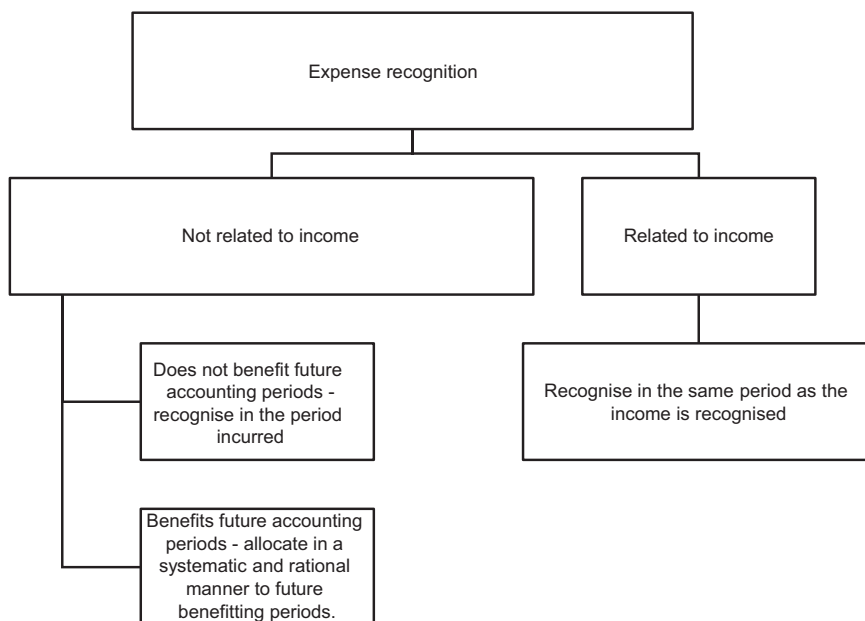 Expense recognition
Not related to income
Related to income
Does not benefit future
accounting periods -
recognise in the period
incurred
Recognise in the same period as the
income is recognised
Benefits future accounting
periods - allocate in a
systematic and rational
manner to future
benefitting periods.